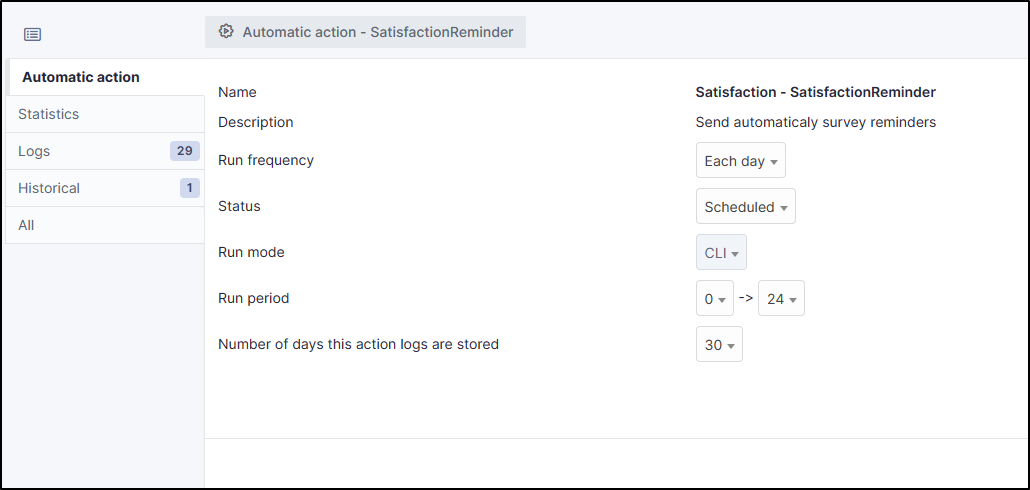 Automatic action - SatisfactionReminder
Automatic action
Statistics
Logs 29
Historical 1
All
Name Satisfaction - SatisfactionReminder
Description Send automaticaly survey reminders
Run frequency Each day
Status Scheduled
Run mode CLI
Run period 0 -> 24
Number of days this action logs are stored 30